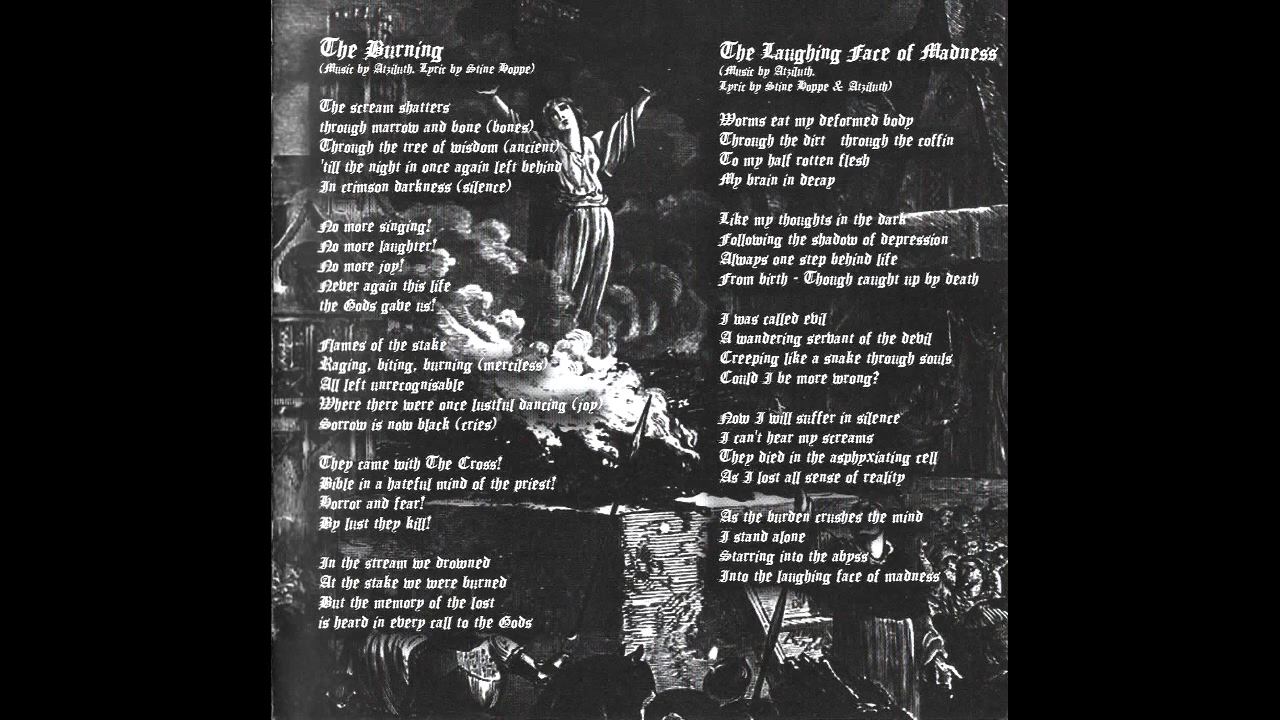 The Burning
(Music by Atziluth. Lyric by Stine Hoppe)
The scream shatters
through marrow and bone (bones)
Through the tree of wisdom (ancient)
'till the night in once again left behind
In crimson darkness (silence)
No more singing!
No more laughter!
No more joy!
Never again this life
the Gods gave us!
Flames of the stake
Raging, biting, burning (merciless)
All left unrecognisable
Where there were once lustful dancing (joy)
Sorrow is now black (cries)
They came with The Cross!
Bible in a hateful mind of the priest!
Horror and fear!
By lust they kill!
In the stream we drowned
At the stake we were burned
But the memory of the lost
is heard in every call to the Gods
The Laughing Face of Madness
(Music by Atziluth.
Lyric by Stine Hoppe & Atziluth)
Worms eat my deformed body
Through the dirt through the coffin
To my half rotten flesh
My brain in decay
Like my thoughts in the dark
Following the shadow of depression
Always one step behind life
From birth - Though caught up by death
I was called evil
A wandering servant of the devil
Creeping like a snake through souls
Could I be more wrong?
Now I will suffer in silence
I can't hear my screams
They died in the asphyxiating cell
As I lost all sense of reality
As the burden crushes the mind
I stand alone
Starring into the abyss
Into the laughing face of madness